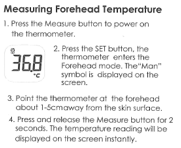 Measuring Forehead Temperature
1. Press the Measure button to power on
the thermometer.
36.8
°C
2. Press the SET button, the
thermometer enters the
Forehead mode. The"Man"
symbol is displayed on the
screen.
3. Point the thermometer at the forehead
about 1-5cmaway from the skin surface.
4. Press and release the Measure button for 2
seconds. The temperature reading will be
displayed on the screen instantly.